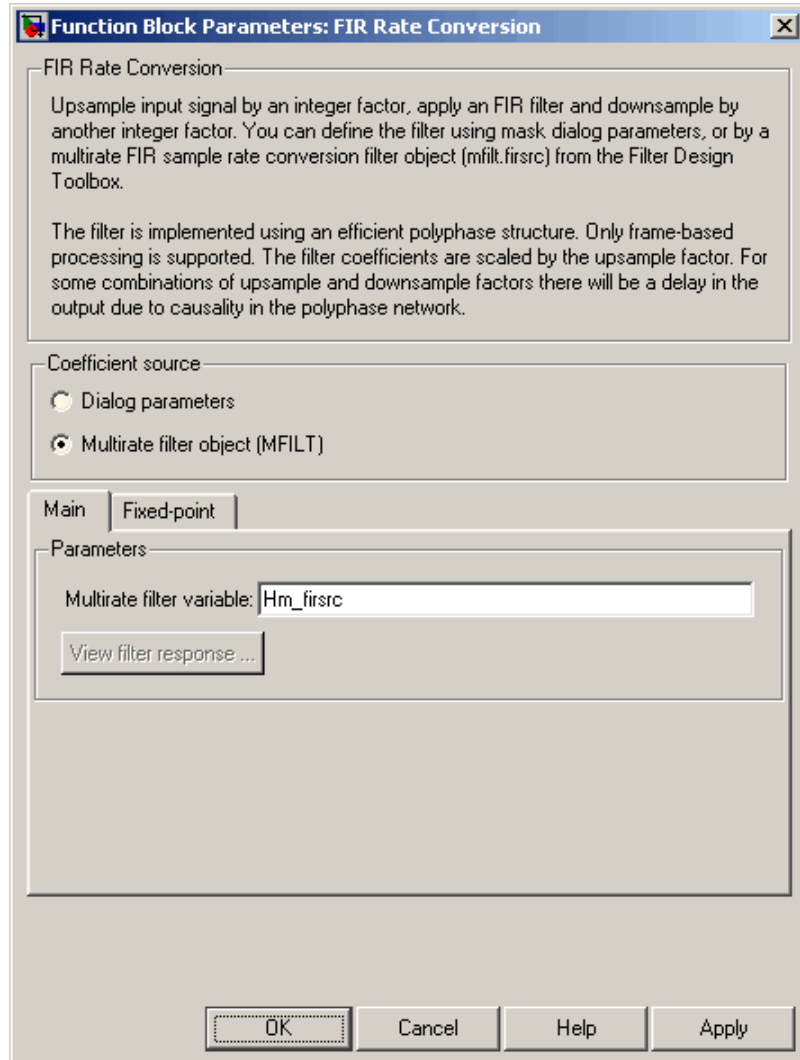 Function Block Parameters: FIR Rate Conversion
FIR Rate Conversion
Upsample input signal by an integer factor, apply an FIR filter and downsample by
another integer factor. You can define the filter using mask dialog parameters, or by a
multirate FIR sample rate conversion filter object (mfilt.firsrc) from the Filter Design
Toolbox.
The filter is implemented using an efficient polyphase structure. Only frame-based
processing is supported. The filter coefficients are scaled by the upsample factor. For
some combinations of upsample and downsample factors there will be a delay in the
output due to causality in the polyphase network.
Coefficient source
Dialog parameters
Multirate filter object (MFILT)
Main Fixed-point
Parameters
Multirate filter variable: Hm_firsrc
View filter response ...
OK Cancel Help Apply